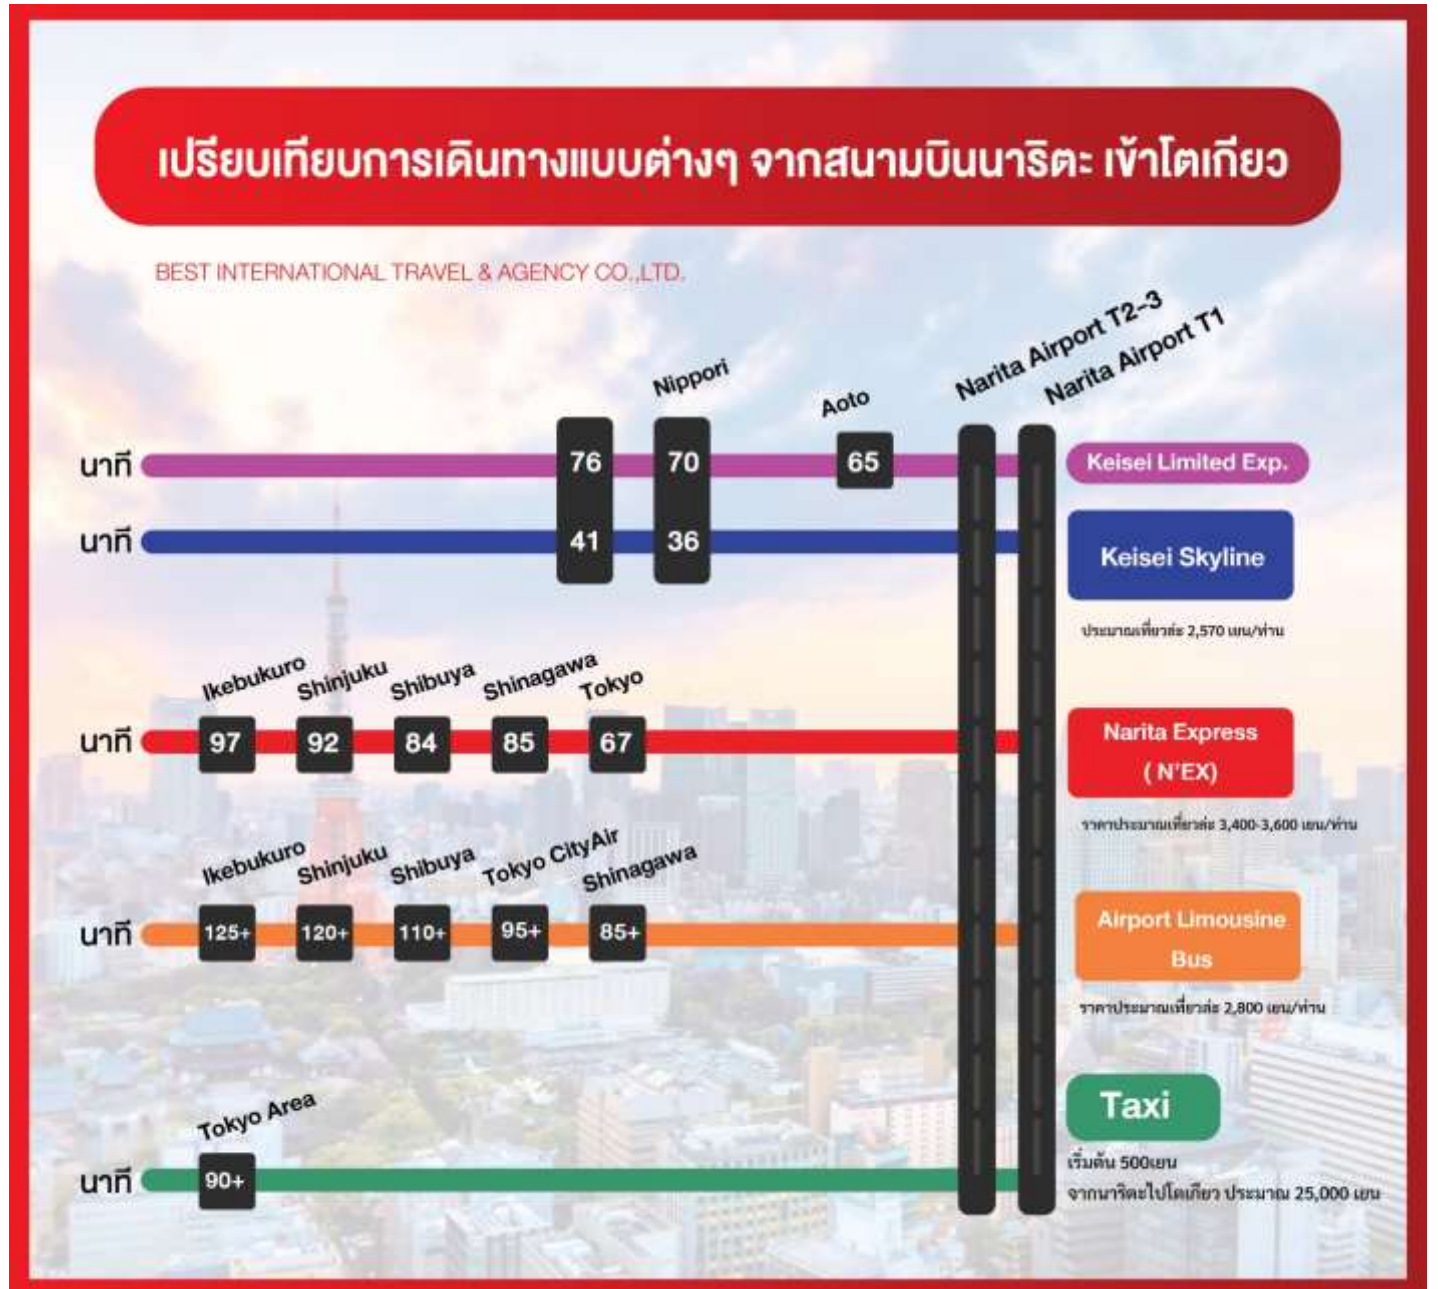 เปรียบเทียบการเดินทางแบบต่างๆ จากสนามบินนาริตะ เข้าโตเกียว
BEST INTERNATIONAL TRAVEL & AGENCY CO.,LTD.
Nippori
Aoto
Narita Airport T2-3
Narita Airport T1
นาที 76 70 65 Keisei Limited Exp.
นาที 41 36 Keisei Skyline
ประมาณเที่ยวล่ะ 2,570 เยน/ท่าน
Ikebukuro Shinjuku Shibuya Shinagawa Tokyo
นาที 97 92 84 85 67 Narita Express
( N'EX)
ราคาประมาณเที่ยวล่ะ 3,400-3,600 เยน/ท่าน
Ikebukuro Shinjuku Shibuya Tokyo CityAir Shinagawa
นาที 125+ 120+ 110+ 95+ 85+ Airport Limousine
Bus
ราคาประมาณเที่ยวล่ะ 2,800 เยน/ท่าน
Tokyo Area
Taxi
นาที 90+
เริ่มต้น 500เยน
จากนาริตะไปโตเกียว ประมาณ 25,000 เยน